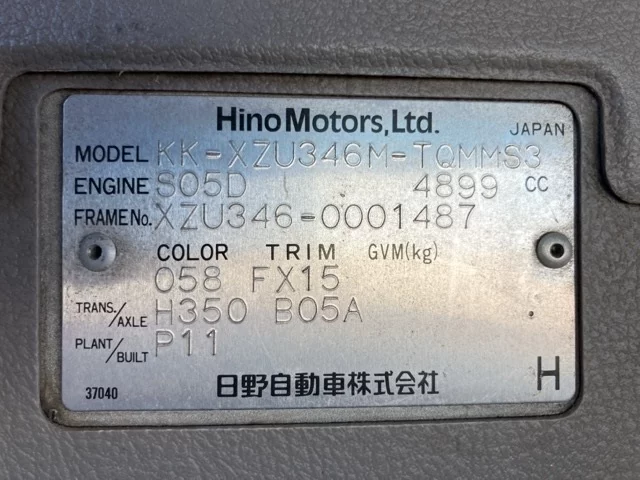 Hino Motors, Ltd. JAPAN
MODEL KK-XZU346M-TQMMS3
ENGINE S05D 4899 CC
FRAME No. XZU346-0001487
COLOR TRIM GVM(kg)
058 FX15
TRANS./AXLE H350 B05A
PLANT/BUILT P11
37040 日野自動車株式会社 H